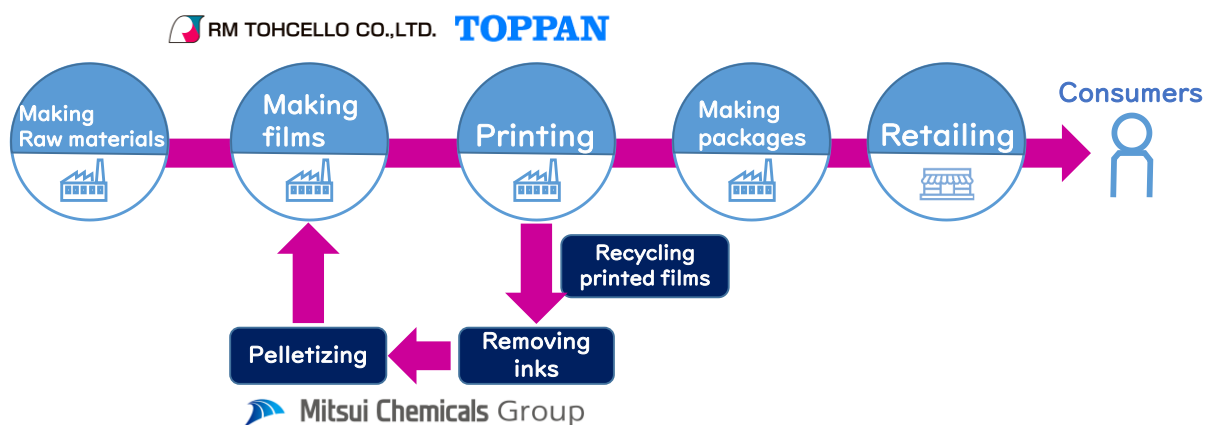 RM TOHCELLO CO.,LTD.
TOPPAN
Making
Raw materials
Making
films
Printing
Making
packages
Retailing
Consumers
Recycling
printed films
Pelletizing
Removing
inks
Mitsui Chemicals Group